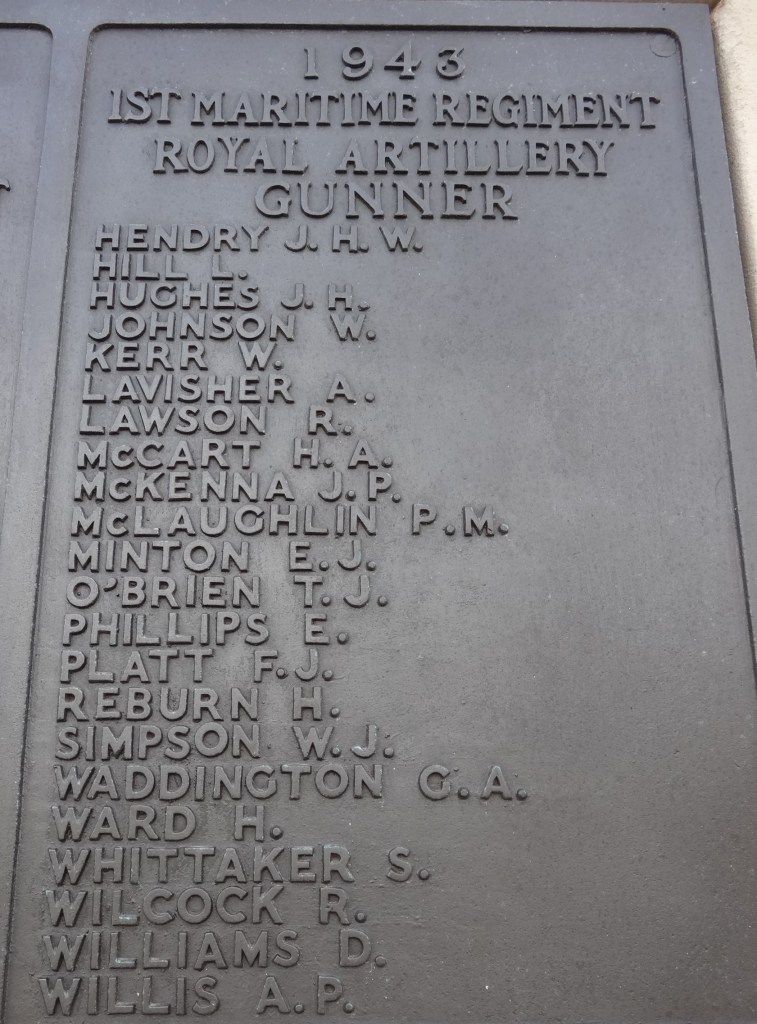 1943
1ST MARITIME REGIMENT
ROYAL ARTILLERY
GUNNER
HENDRY J. H. W.
HILL L.
HUGHES J. H.
JOHNSON W.
KERR W.
LAVISHER A.
LAWSON R.
McCART H. A.
McKENNA J. P.
McLAUGHLIN P. M.
MINTON E. J.
O'BRIEN T. J.
PHILLIPS E.
PLATT F. J.
REBURN H.
SIMPSON W. J.
WADDINGTON G. A.
WARD H.
WHITTAKER S.
WILCOCK R.
WILLIAMS D.
WILLIS A. P.